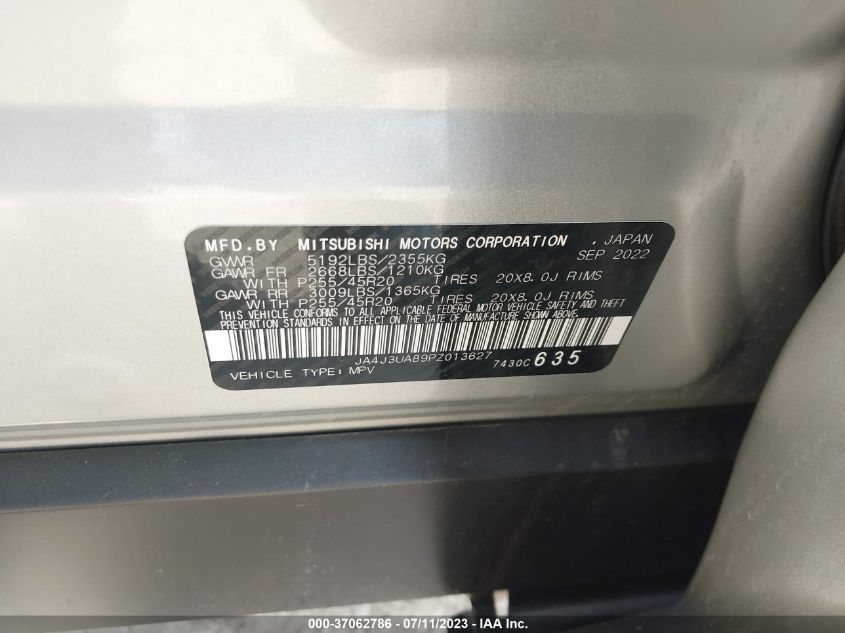 MFD.BY MITSUBISHI MOTORS CORPORATION , JAPAN
GVWR 5192LBS/2355KG SEP 2022
GAWR FR 2668LBS/1210KG
WITH P255/45R20 TIRES 20X8.0J RIMS
GAWR RR 3009LBS/1365KG
WITH P255/45R20 TIRES 20X8.0J RIMS
THIS VEHICLE CONFORMS TO ALL APPLICABLE FEDERAL MOTOR VEHICLE SAFETY AND THEFT
PREVENTION STANDARDS IN EFFECT ON THE DATE OF MANUFACTURE SHOWN ABOVE.
JA4J3UA89PZ013627 7430C 635
VEHICLE TYPE: MPV
000-37062786 - 07/11/2023 - IAAI.com